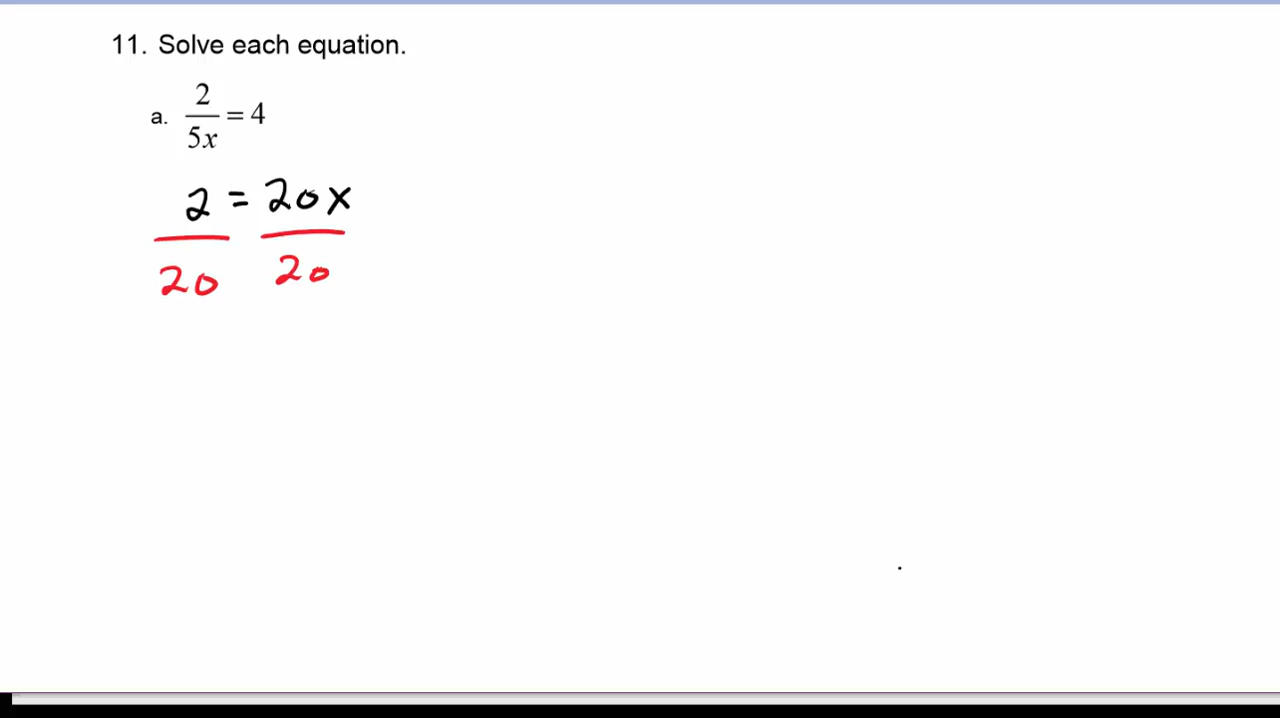 11. Solve each equation.
a. 2/5x = 4
2 = 20x
20 20